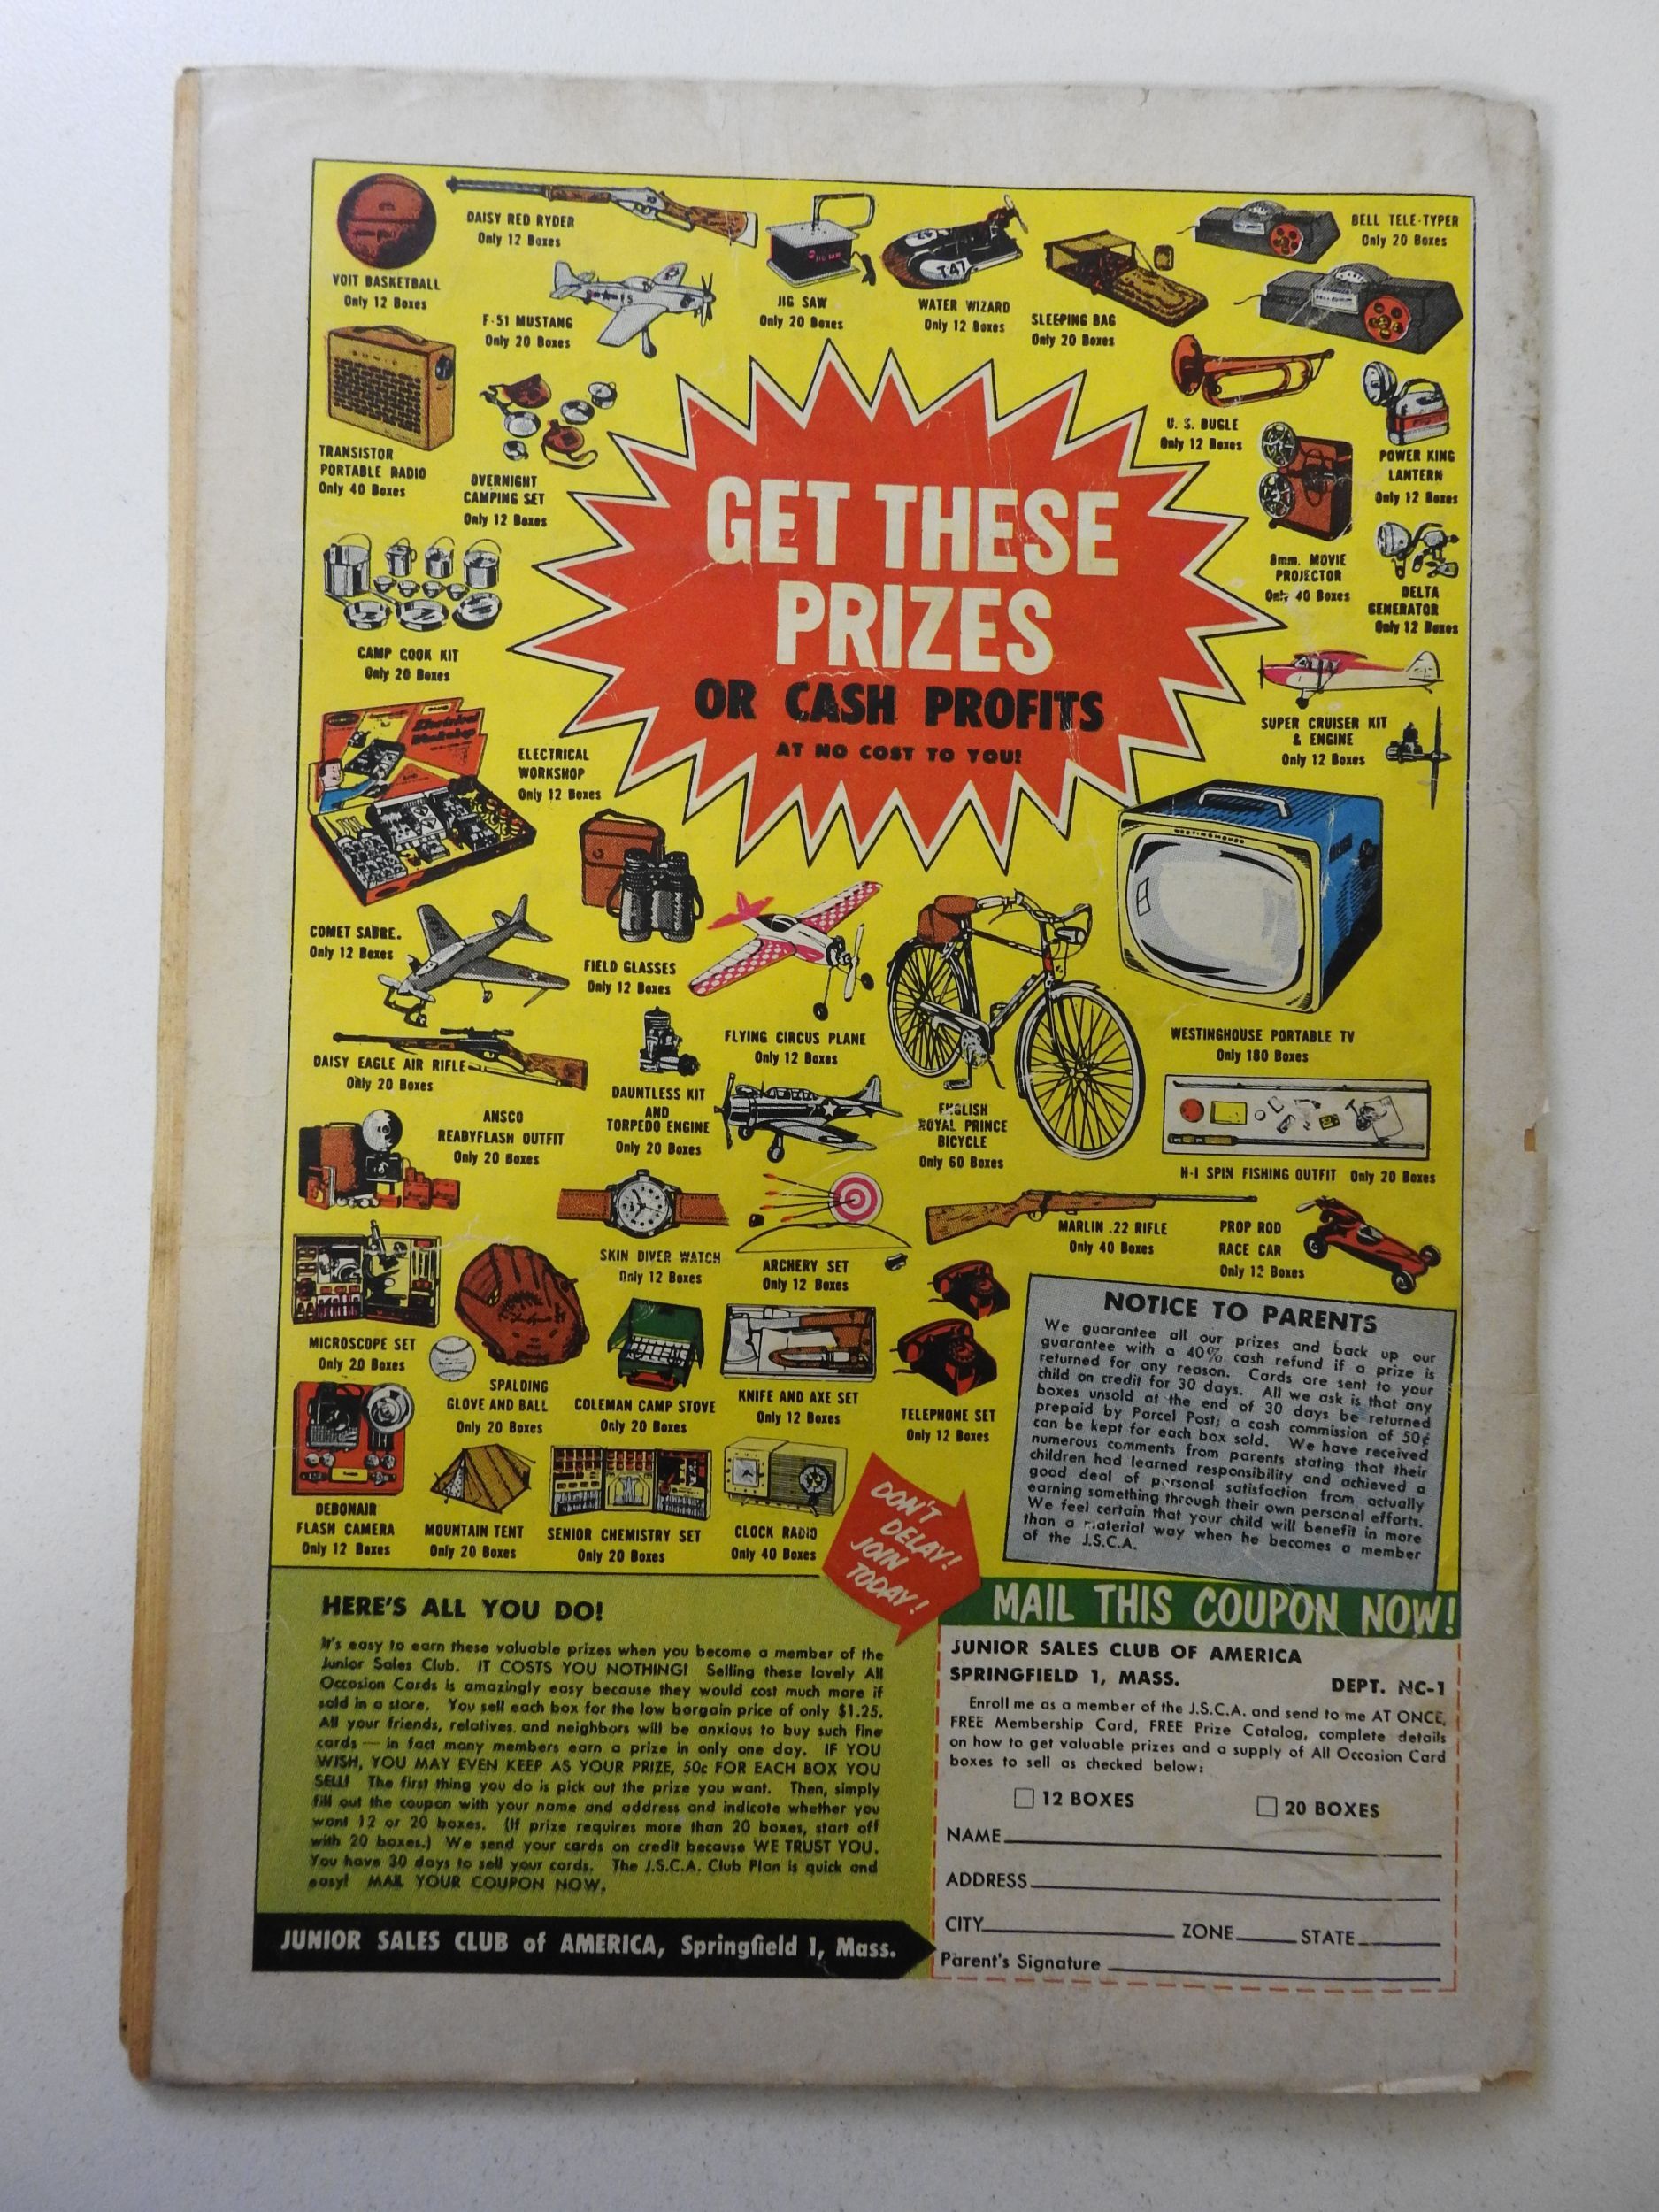 VOIT BASKETBALL
Only 12 Boxes
DAISY RED RYDER
Only 12 Boxes
F-51 MUSTANG
Only 20 Boxes
JIG SAW
JIG SAW
Only 20 Boxes
T47
WATER WIZARD
Only 12 Boxes
SLEEPING BAG
Only 20 Boxes
BELL TELE-TYPER
Only 20 Boxes
TRANSISTOR
PORTABLE RADIO
Only 40 Boxes
OVERNIGHT
CAMPING SET
Only 12 Boxes
GET THESE
PRIZES
OR CASH PROFITS
AT NO COST TO YOU!
U. S. BUGLE
Only 12 Boxes
POWER KING
LANTERN
Only 12 Boxes
8mm. MOVIE
PROJECTOR
Only 40 Boxes
DELTA
GENERATOR
Only 12 Boxes
CAMP COOK KIT
Only 20 Boxes
SUPER CRUISER KIT
& ENGINE
Only 12 Boxes
Electrical
Workshop
ELECTRICAL
WORKSHOP
Only 12 Boxes
WESTINGHOUSE
COMET SABRE.
Only 12 Boxes
FIELD GLASSES
Only 12 Boxes
FLYING CIRCUS PLANE
Only 12 Boxes
WESTINGHOUSE PORTABLE TV
Only 180 Boxes
DAISY EAGLE AIR RIFLE
Only 20 Boxes
DAUNTLESS KIT
AND
TORPEDO ENGINE
Only 20 Boxes
ENGLISH
ROYAL PRINCE
BICYCLE
Only 60 Boxes
ANSCO
READYFLASH OUTFIT
Only 20 Boxes
H-I SPIN FISHING OUTFIT Only 20 Boxes
SKIN DIVER WATCH
Only 12 Boxes
ARCHERY SET
Only 12 Boxes
MARLIN .22 RIFLE
Only 40 Boxes
PROP ROD
RACE CAR
Only 12 Boxes
MICROSCOPE SET
Only 20 Boxes
SPALDING
GLOVE AND BALL
Only 20 Boxes
COLEMAN CAMP STOVE
Only 20 Boxes
KNIFE AND AXE SET
Only 12 Boxes
TELEPHONE SET
Only 12 Boxes
DEBONAIR
FLASH CAMERA
Only 12 Boxes
MOUNTAIN TENT
Only 20 Boxes
SENIOR CHEMISTRY SET
Only 20 Boxes
CLOCK RADIO
Only 40 Boxes
NOTICE TO PARENTS
We guarantee all our prizes and back up our
guarantee with a 40% cash refund if a prize is
returned for any reason. Cards are sent to your
child on credit for 30 days. All we ask is that any
boxes unsold at the end of 30 days be returned
prepaid by Parcel Post; a cash commission of 50¢
can be kept for each box sold. We have received
numerous comments from parents stating that their
children had learned responsibility and achieved a
good deal of personal satisfaction from actually
earning something through their own personal efforts.
We feel certain that your child will benefit in more
than a material way when he becomes a member
of the J.S.C.A.
DON'T
DELAY!
JOIN
TODAY!
HERE'S ALL YOU DO!
It's easy to earn these valuable prizes when you become a member of the
Junior Sales Club. IT COSTS YOU NOTHING! Selling these lovely All
Occasion Cards is amazingly easy because they would cost much more if
sold in a store. You sell each box for the low bargain price of only $1.25.
All your friends, relatives and neighbors will be anxious to buy such fine
cards — in fact many members earn a prize in only one day. IF YOU
WISH, YOU MAY EVEN KEEP AS YOUR PRIZE, 50c FOR EACH BOX YOU
SELL! The first thing you do is pick out the prize you want. Then, simply
fill out the coupon with your name and address and indicate whether you
want 12 or 20 boxes. (If prize requires more than 20 boxes, start off
with 20 boxes.) We send your cards on credit because WE TRUST YOU.
You have 30 days to sell your cords. The J.S.C.A. Club Plan is quick and
easy! MAIL YOUR COUPON NOW.
JUNIOR SALES CLUB of AMERICA, Springfield 1, Mass.
MAIL THIS COUPON NOW!
JUNIOR SALES CLUB OF AMERICA
SPRINGFIELD 1, MASS. DEPT. NC-1
Enroll me as a member of the J.S.C.A. and send to me AT ONCE,
FREE Membership Card, FREE Prize Catalog, complete details
on how to get valuable prizes and a supply of All Occasion Card
boxes to sell as checked below:
12 BOXES 20 BOXES
NAME
ADDRESS
CITY ZONE STATE
Parent's Signature